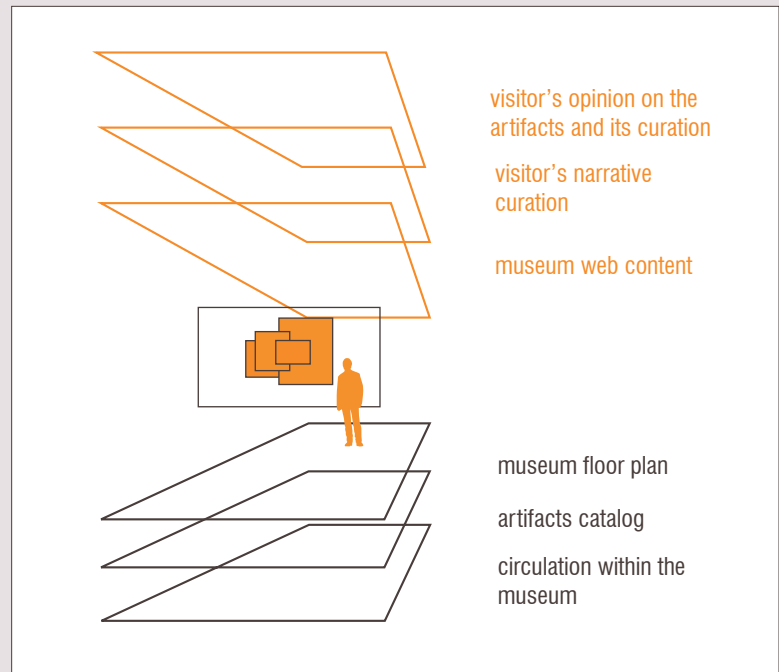 visitor’s opinion on the
artifacts and its curation
visitor’s narrative
curation
museum web content
museum floor plan
artifacts catalog
circulation within the
museum